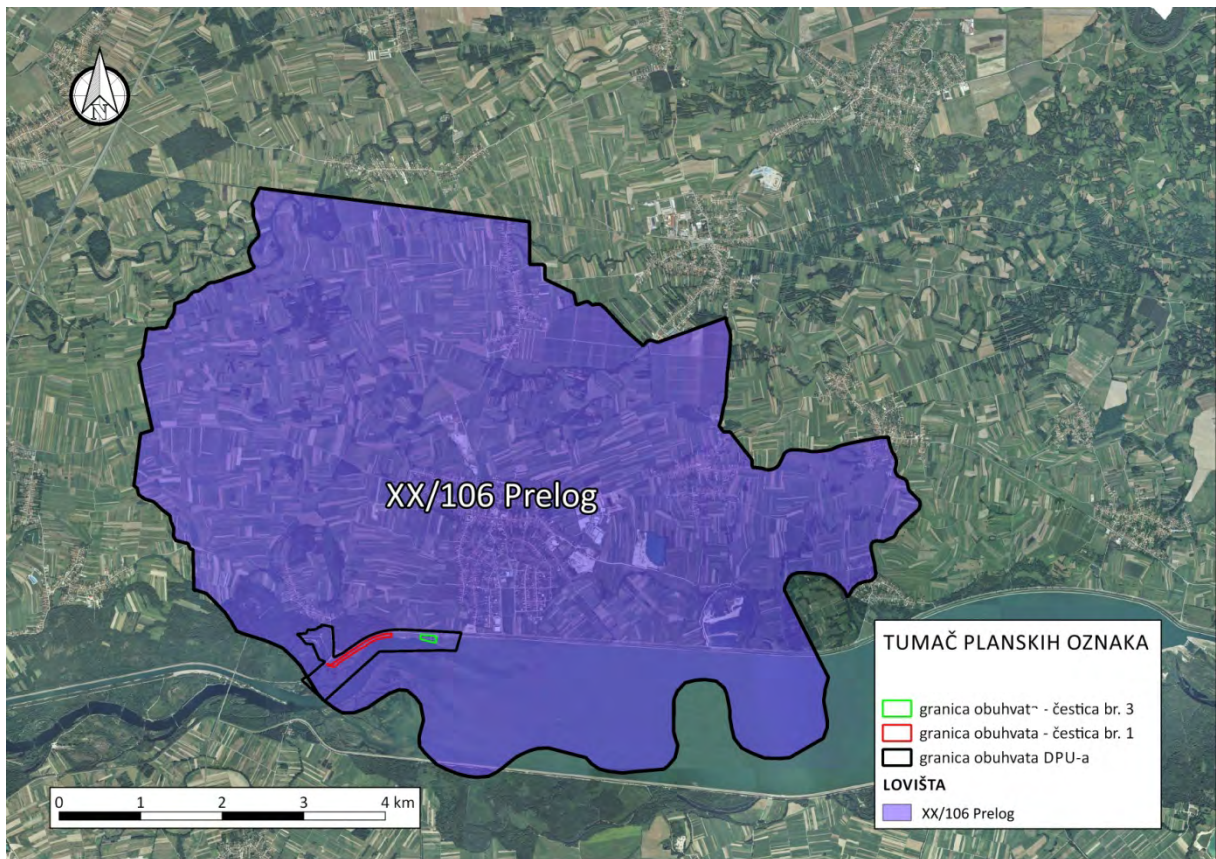 N
XX/106 Prelog
TUMAČ PLANSKIH OZNAKA
granica obuhvata - čestica br. 3
granica obuhvata - čestica br. 1
granica obuhvata DPU-a
LOVIŠTA
XX/106 Prelog
0 1 2 3 4 km